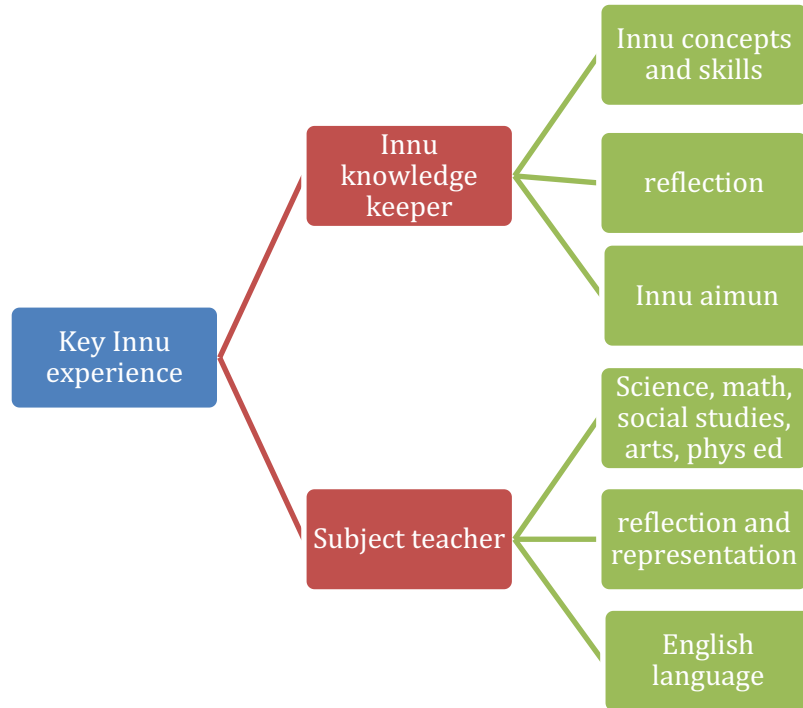 Key Innu
experience
Innu
knowledge
keeper
Innu concepts
and skills
reflection
Innu aimun
Subject teacher
Science, math,
social studies,
arts, phys ed
reflection and
representation
English
language